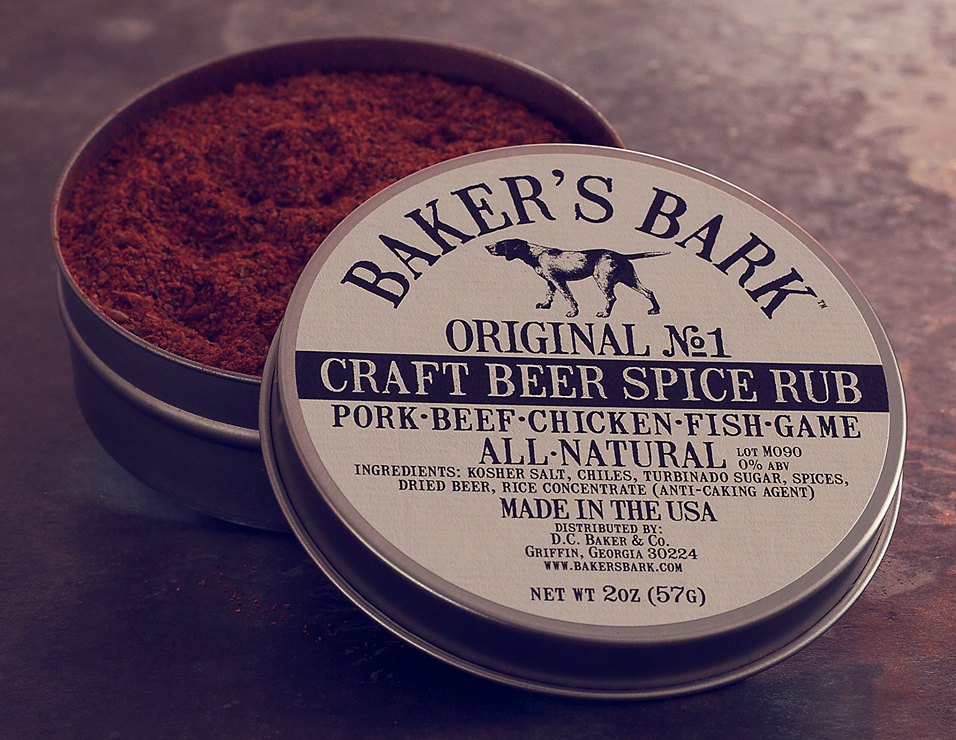 BAKER'S BARK™
ORIGINAL №1
CRAFT BEER SPICE RUB
PORK·BEEF·CHICKEN·FISH·GAME
ALL·NATURAL
LOT M090
0% ABV
INGREDIENTS: KOSHER SALT, CHILES, TURBINADO SUGAR, SPICES,
DRIED BEER, RICE CONCENTRATE (ANTI-CAKING AGENT)
MADE IN THE USA
DISTRIBUTED BY:
D.C. BAKER & CO.
GRIFFIN, GEORGIA 30224
WWW.BAKERSBARK.COM
NET WT 2OZ (57G)